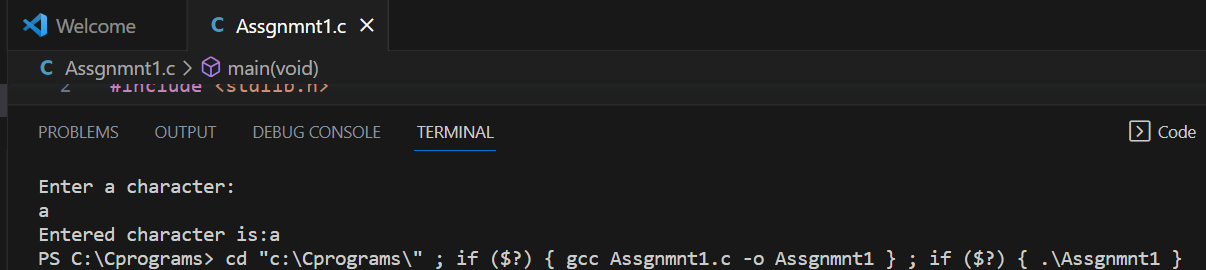 Welcome
Assgnmnt1.c
Assgnmnt1.c > main(void)
2 #include <stdlib.h>
PROBLEMS OUTPUT DEBUG CONSOLE TERMINAL
Code
Enter a character:
a
Entered character is:a
PS C:\Cprograms> cd "c:\Cprograms\" ; if ($?) { gcc Assgnmnt1.c -o Assgnmnt1 } ; if ($?) { .\Assgnmnt1 }